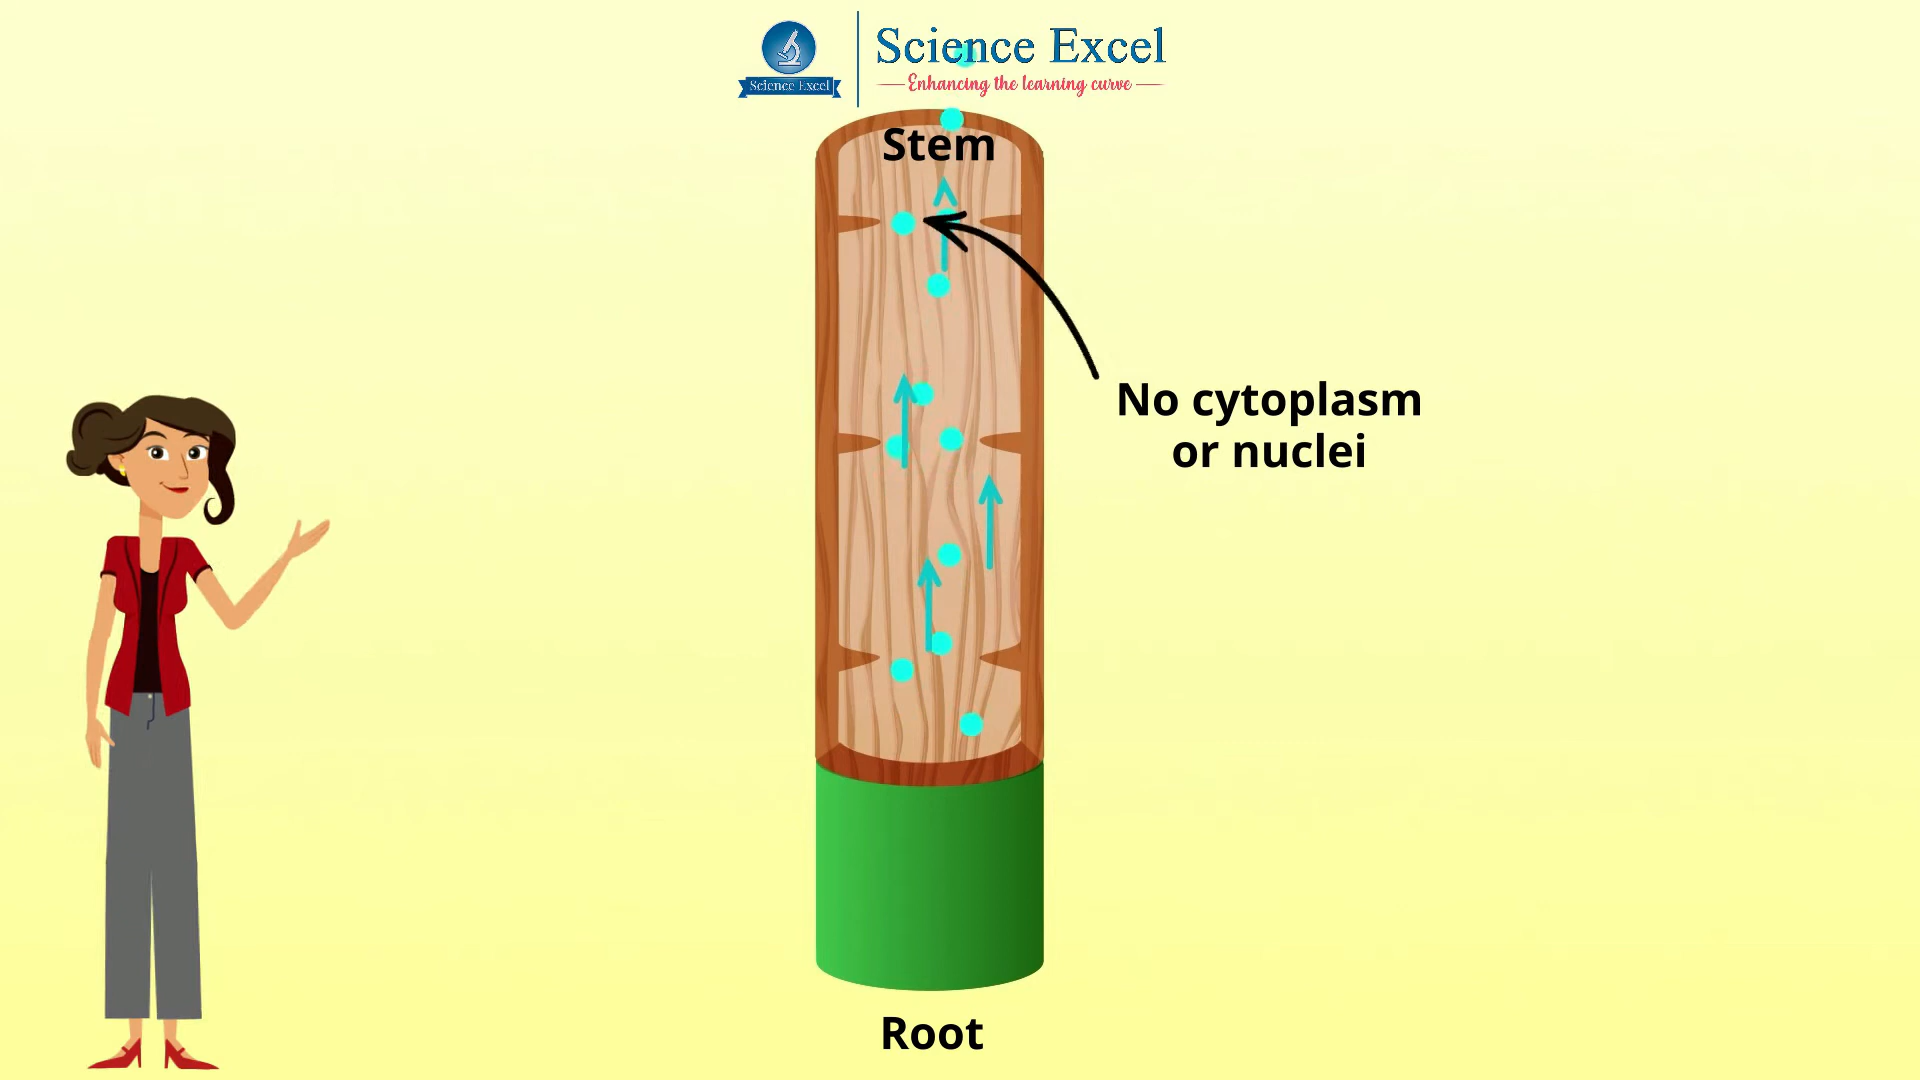 Science Excel
Science Excel
Enhancing the learning curve
Stem
No cytoplasm
or nuclei
Root